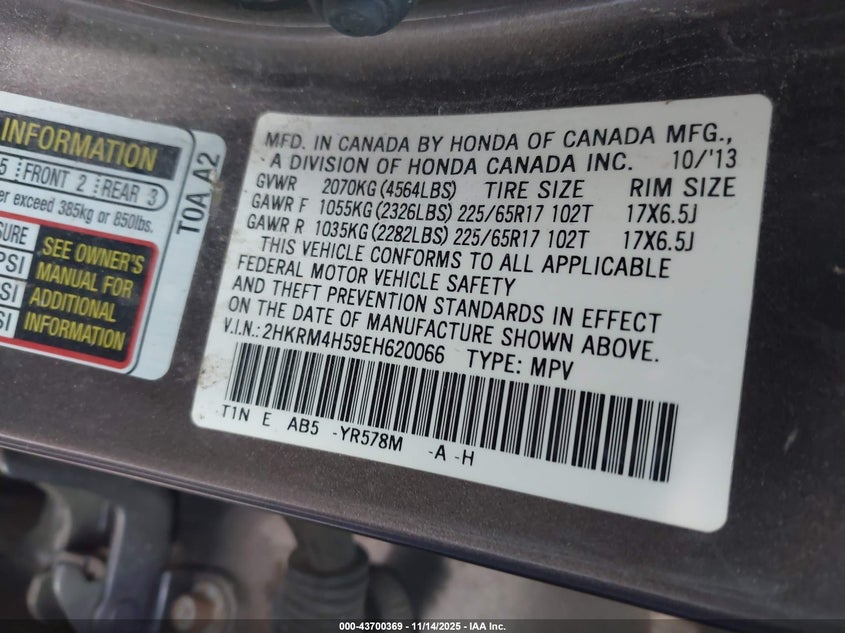 INFORMATION
5 FRONT 2 REAR 3
er exceed 385kg or 850lbs.
SURE
PSI
SI
SI
SEE OWNER'S
MANUAL FOR
ADDITIONAL
INFORMATION
T0A A2
MFD. IN CANADA BY HONDA OF CANADA MFG.,
A DIVISION OF HONDA CANADA INC. 10/'13
GVWR 2070KG (4564LBS) TIRE SIZE RIM SIZE
GAWR F 1055KG (2326LBS) 225/65R17 102T 17X6.5J
GAWR R 1035KG (2282LBS) 225/65R17 102T 17X6.5J
THIS VEHICLE CONFORMS TO ALL APPLICABLE
FEDERAL MOTOR VEHICLE SAFETY
AND THEFT PREVENTION STANDARDS IN EFFECT
ON THE DATE OF MANUFACTURE SHOWN ABOVE.
V.I.N.: 2HKRM4H59EH620066 TYPE: MPV
T1N E AB5 -YR578M -A -H
000-43700369 - 11/14/2025 - IAA Inc.